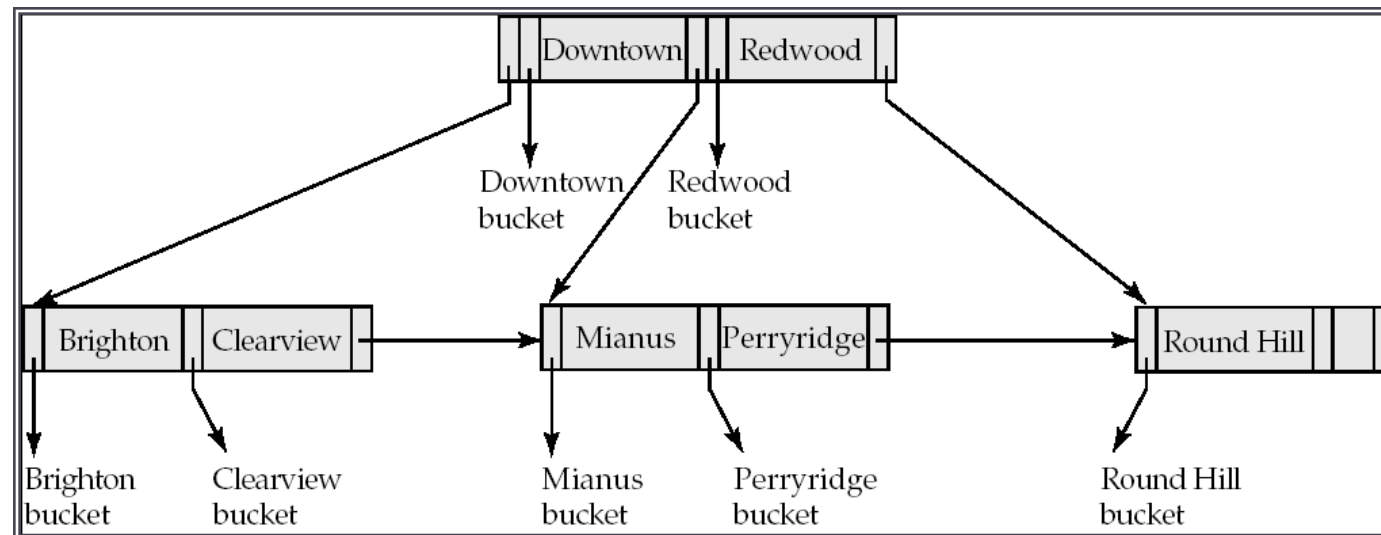 Downtown Redwood
Downtown
bucket
Redwood
bucket
Brighton Clearview
Mianus Perryridge
Round Hill
Brighton
bucket
Clearview
bucket
Mianus
bucket
Perryridge
bucket
Round Hill
bucket